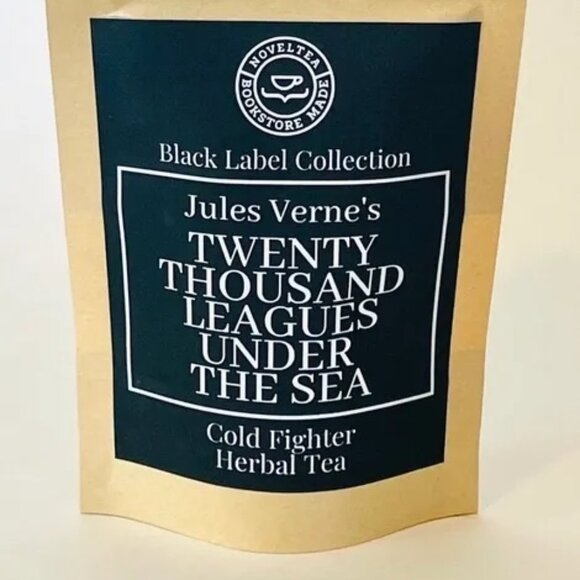 NOVELTEA
BOOKSTORE MADE
Black Label Collection
Jules Verne's
TWENTY
THOUSAND
LEAGUES
UNDER
THE SEA
Cold Fighter
Herbal Tea